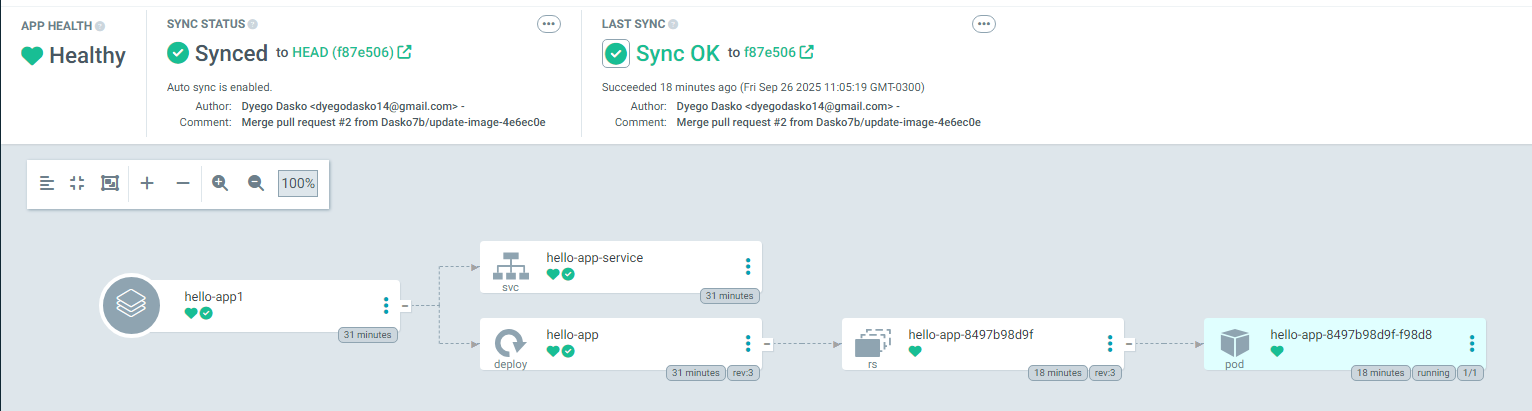 APP HEALTH
Healthy
SYNC STATUS
Synced to HEAD (f87e506)
Auto sync is enabled.
Author: Dyego Dasko <dyegodasko14@gmail.com> -
Comment: Merge pull request #2 from Dasko7b/update-image-4e6ec0e
LAST SYNC
Sync OK to f87e506
Succeeded 18 minutes ago (Fri Sep 26 2025 11:05:19 GMT-0300)
Author: Dyego Dasko <dyegodasko14@gmail.com> -
Comment: Merge pull request #2 from Dasko7b/update-image-4e6ec0e
100%
hello-app1
31 minutes
hello-app-service
svc
31 minutes
hello-app
deploy
31 minutes rev:3
hello-app-8497b98d9f
rs
18 minutes rev:3
hello-app-8497b98d9f-f98d8
pod
18 minutes running 1/1